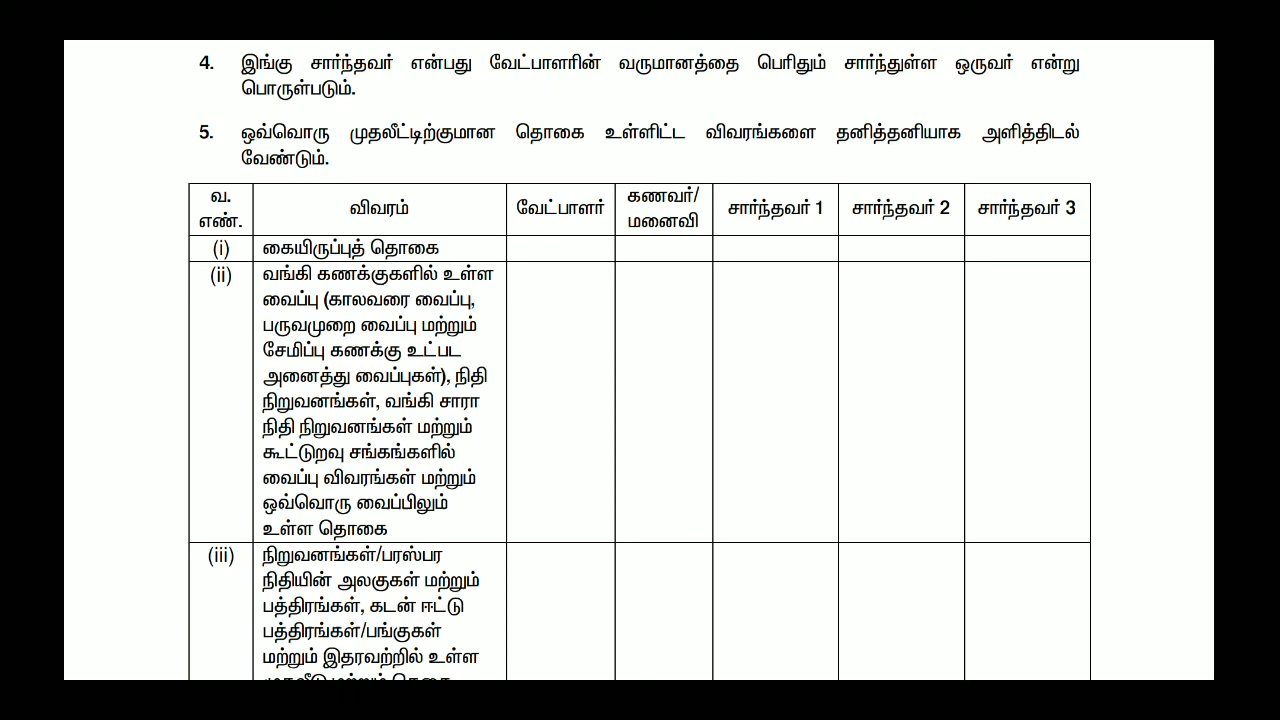 4. இங்கு சார்ந்தவர் என்பது வேட்பாளரின் வருமானத்தை பெரிதும் சார்ந்துள்ள ஒருவர் என்று
பொருள்படும்.
5. ஒவ்வொரு முதலீட்டிற்குமான தொகை உள்ளிட்ட விவரங்களை தனித்தனியாக அளித்திடல்
வேண்டும்.
வ.
எண்.
விவரம்
வேட்பாளர்
கணவர்/
மனைவி
சார்ந்தவர் 1
சார்ந்தவர் 2
சார்ந்தவர் 3
(i) கையிருப்புத் தொகை
(ii) வங்கி கணக்குகளில் உள்ள
வைப்பு (காலவரை வைப்பு,
பருவமுறை வைப்பு மற்றும்
சேமிப்பு கணக்கு உட்பட
அனைத்து வைப்புகள்), நிதி
நிறுவனங்கள், வங்கி சாரா
நிதி நிறுவனங்கள் மற்றும்
கூட்டுறவு சங்கங்களில்
வைப்பு விவரங்கள் மற்றும்
ஒவ்வொரு வைப்பிலும்
உள்ள தொகை
(iii) நிறுவனங்கள்/பரஸ்பர
நிதியின் அலகுகள் மற்றும்
பத்திரங்கள், கடன் ஈட்டு
பத்திரங்கள்/பங்குகள்
மற்றும் இதரவற்றில் உள்ள